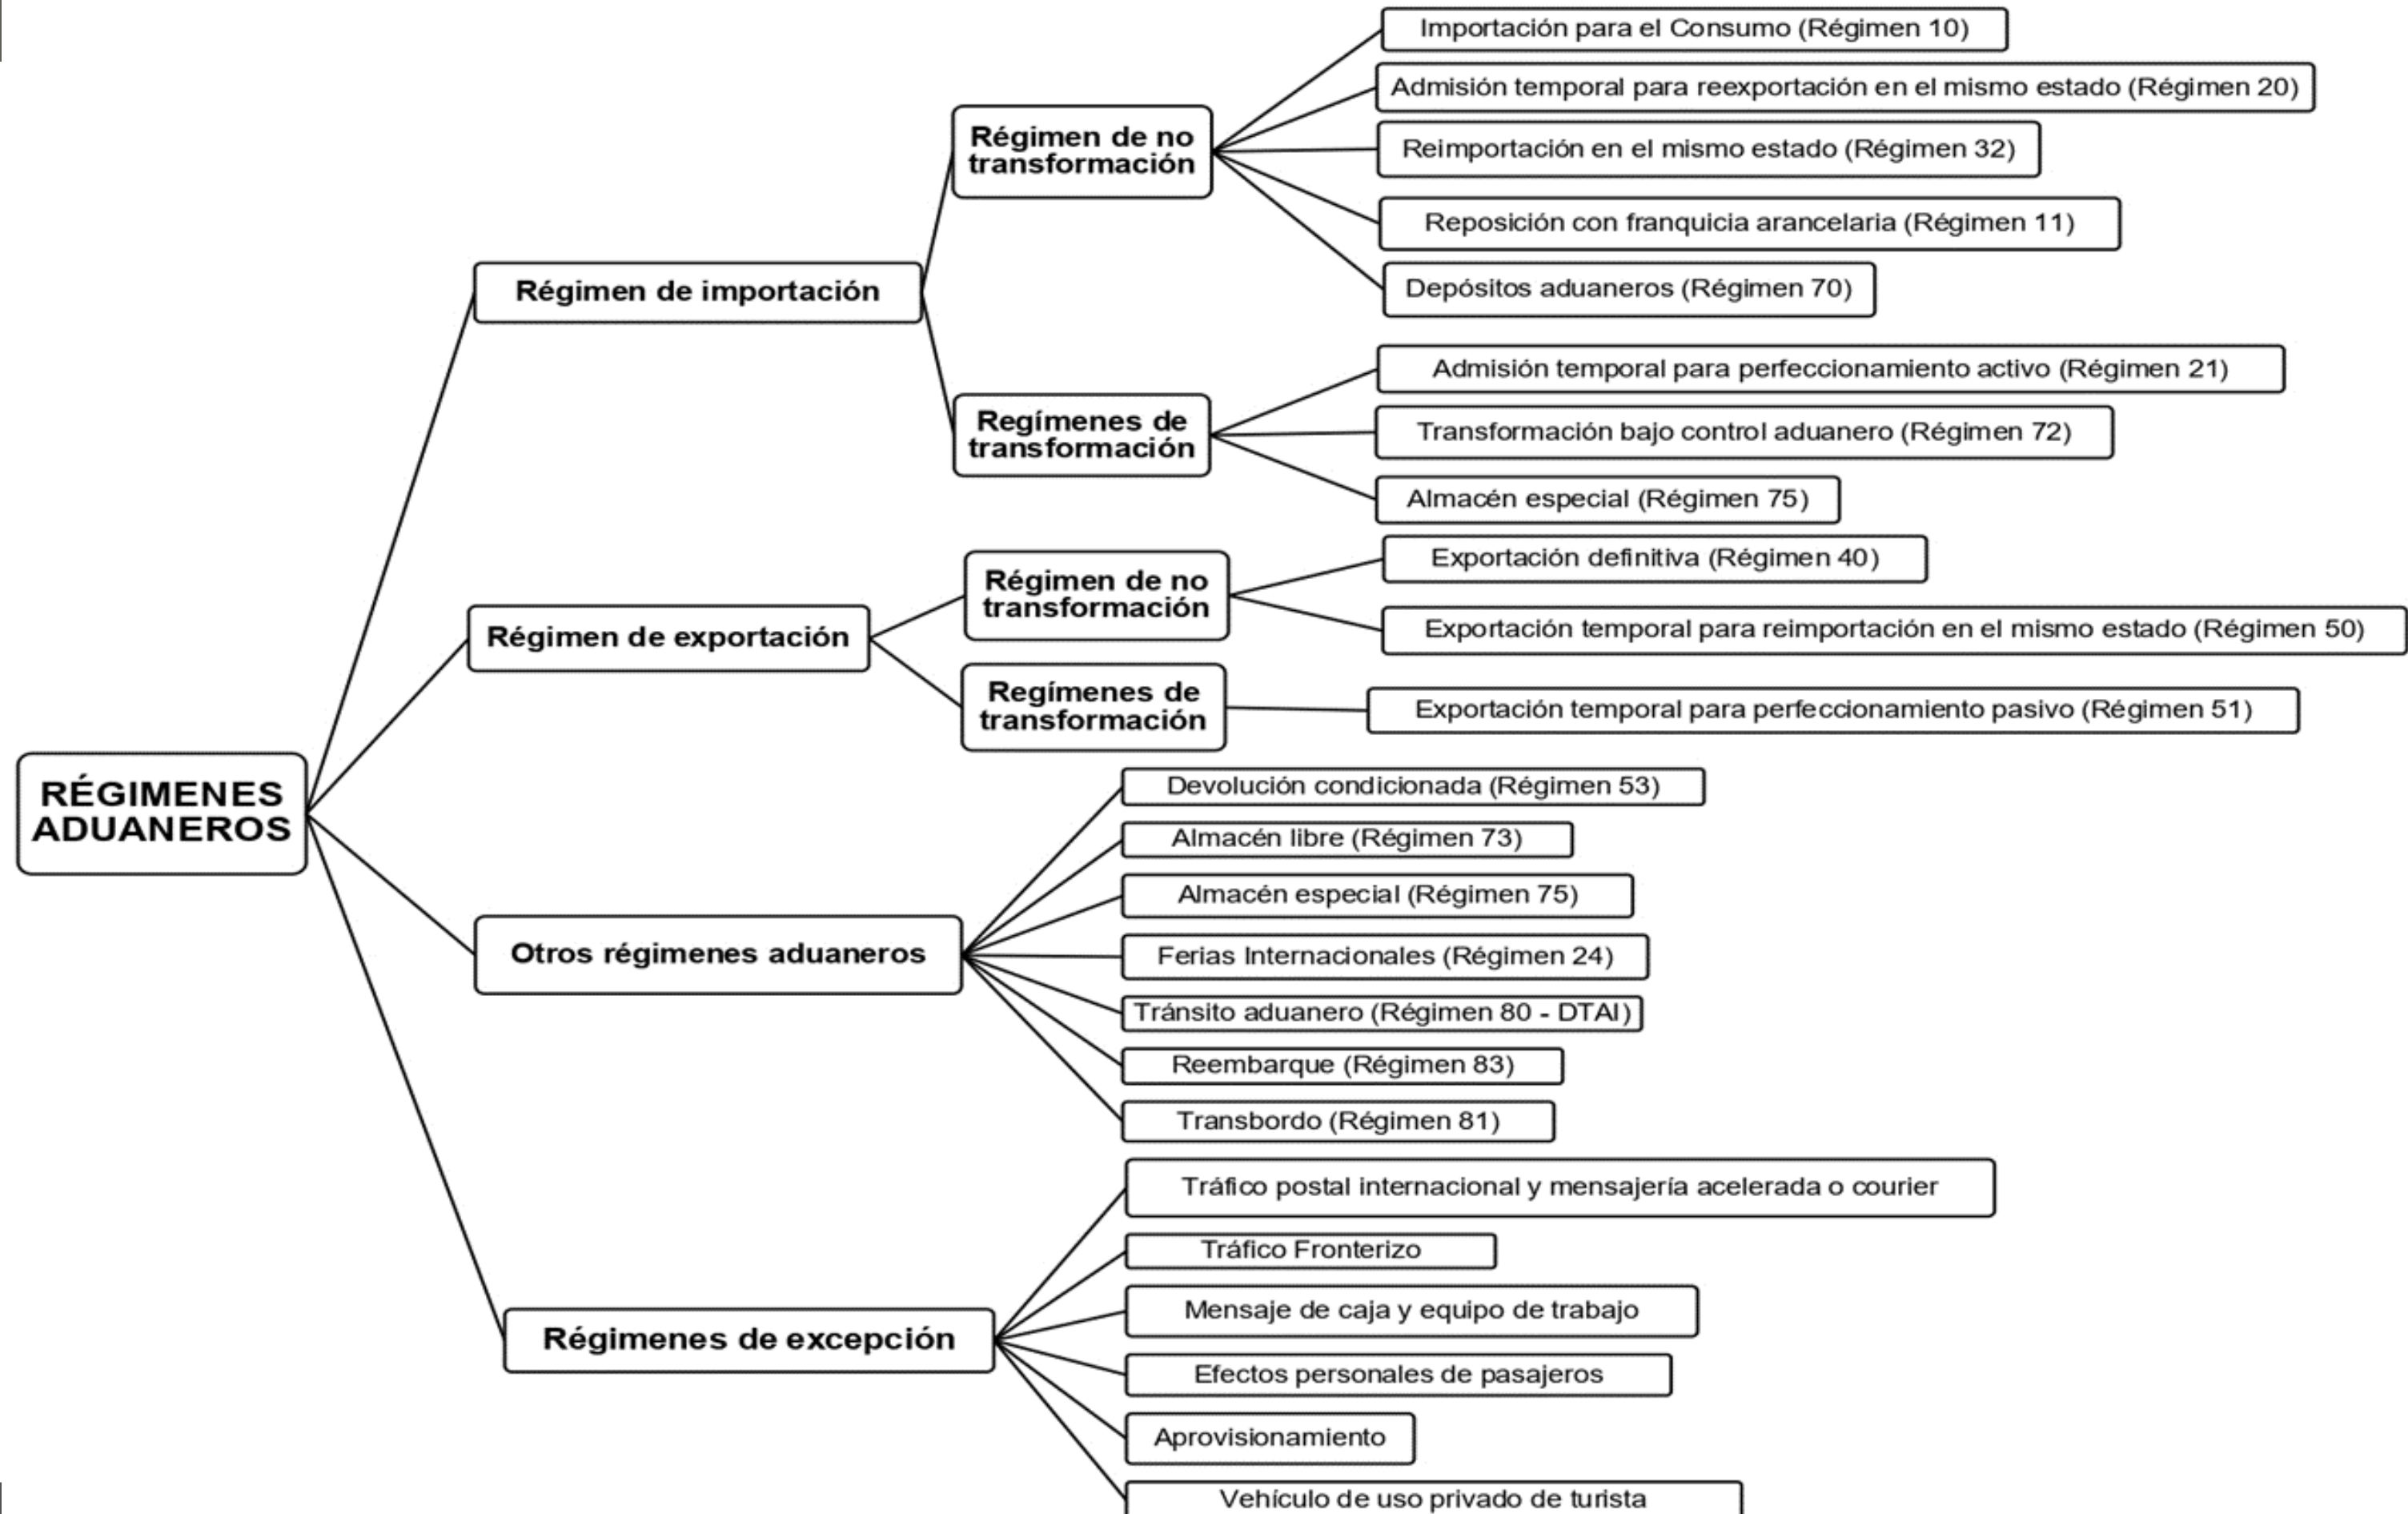 RÉGIMENES
ADUANEROS
Régimen de importación
Régimen de no
transformación
Importación para el Consumo (Régimen 10)
Admisión temporal para reexportación en el mismo estado (Régimen 20)
Reimportación en el mismo estado (Régimen 32)
Reposición con franquicia arancelaria (Régimen 11)
Depósitos aduaneros (Régimen 70)
Regímenes de
transformación
Admisión temporal para perfeccionamiento activo (Régimen 21)
Transformación bajo control aduanero (Régimen 72)
Almacén especial (Régimen 75)
Régimen de exportación
Régimen de no
transformación
Exportación definitiva (Régimen 40)
Exportación temporal para reimportación en el mismo estado (Régimen 50)
Regímenes de
transformación
Exportación temporal para perfeccionamiento pasivo (Régimen 51)
Otros régimenes aduaneros
Devolución condicionada (Régimen 53)
Almacén libre (Régimen 73)
Almacén especial (Régimen 75)
Ferias Internacionales (Régimen 24)
Tránsito aduanero (Régimen 80 - DTAI)
Reembarque (Régimen 83)
Transbordo (Régimen 81)
Régimenes de excepción
Tráfico postal internacional y mensajería acelerada o courier
Tráfico Fronterizo
Mensaje de caja y equipo de trabajo
Efectos personales de pasajeros
Aprovisionamiento
Vehículo de uso privado de turista